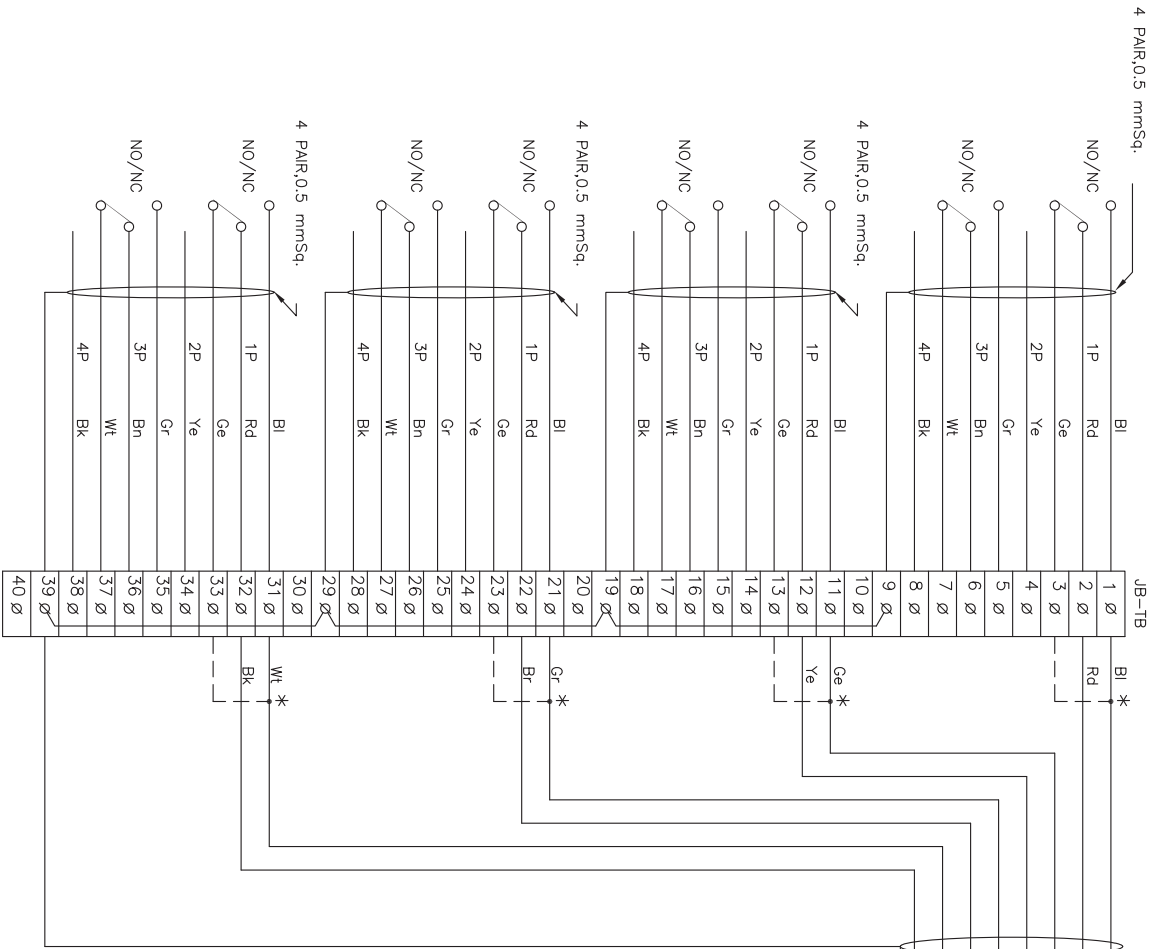 4 PAIR,0.5 mmSq.
NO/NC
NO/NC
1P
2P
3P
4P
Bl
Rd
Ge
Ye
Gr
Bn
Wt
Bk
4 PAIR,0.5 mmSq.
NO/NC
NO/NC
1P
2P
3P
4P
Bl
Rd
Ge
Ye
Gr
Bn
Wt
Bk
4 PAIR,0.5 mmSq.
NO/NC
NO/NC
1P
2P
3P
4P
Bl
Rd
Ge
Ye
Gr
Bn
Wt
Bk
4 PAIR,0.5 mmSq.
NO/NC
NO/NC
1P
2P
3P
4P
Bl
Rd
Ge
Ye
Gr
Bn
Wt
Bk
JB-TB
1 ø
2 ø
3 ø
4 ø
5 ø
6 ø
7 ø
8 ø
9 ø
10 ø
11 ø
12 ø
13 ø
14 ø
15 ø
16 ø
17 ø
18 ø
19 ø
20 ø
21 ø
22 ø
23 ø
24 ø
25 ø
26 ø
27 ø
28 ø
29 ø
30 ø
31 ø
32 ø
33 ø
34 ø
35 ø
36 ø
37 ø
38 ø
39 ø
40 ø
Bl *
Rd
Ge *
Ye
Gr *
Br
Wt *
Bk